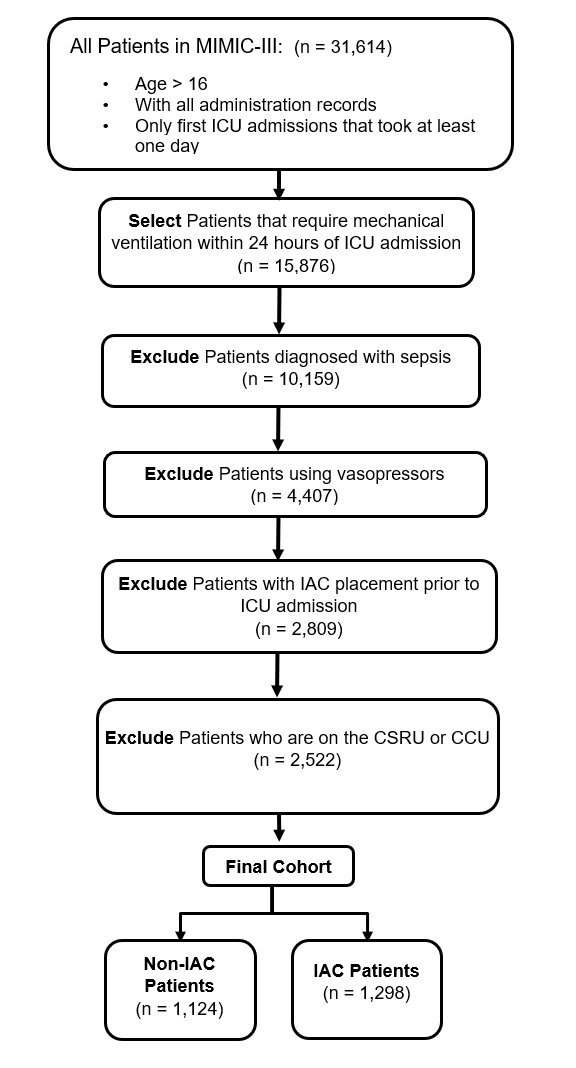 All Patients in MIMIC-III: (n = 31,614)
• Age > 16
• With all administration records
• Only first ICU admissions that took at least
one day
Select Patients that require mechanical
ventilation within 24 hours of ICU admission
(n = 15,876)
Exclude Patients diagnosed with sepsis
(n = 10,159)
Exclude Patients using vasopressors
(n = 4,407)
Exclude Patients with IAC placement prior to
ICU admission
(n = 2,809)
Exclude Patients who are on the CSRU or CCU
(n = 2,522)
Final Cohort
Non-IAC
Patients
(n = 1,124)
IAC Patients
(n = 1,298)